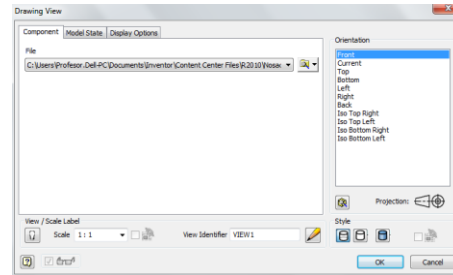 Drawing View
Component Model State Display Options
File
C:\Users\Profesor.Dell-PC\Documents\Inventor\Content Center Files\R2010\Nosac
Orientation
Front
Current
Top
Bottom
Left
Right
Back
Iso Top Right
Iso Top Left
Iso Bottom Right
Iso Bottom Left
Projection:
View / Scale Label
Scale 1 : 1
View Identifier VIEW1
Style
OK Cancel